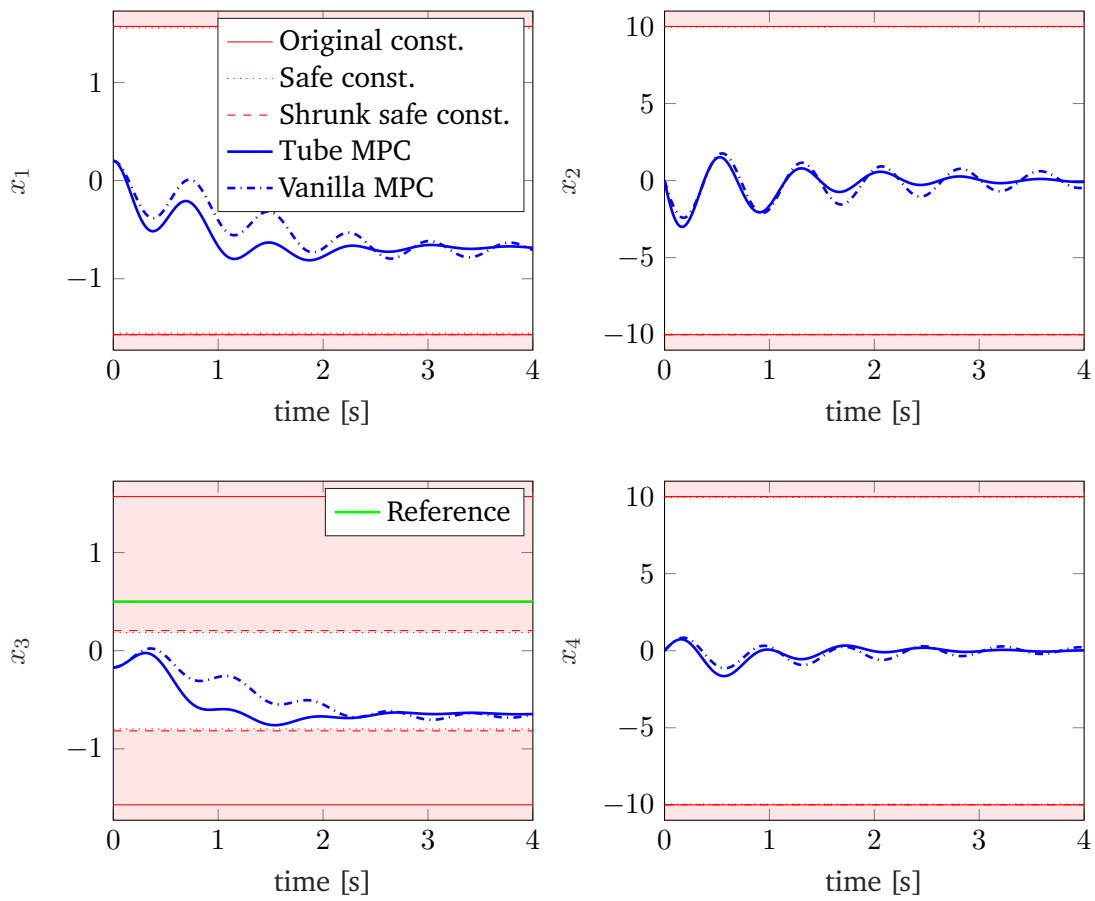 Original const.
Safe const.
Shrunk safe const.
Tube MPC
Vanilla MPC
1
0
−1
x1
0 1 2 3 4
time [s]
10
5
0
−5
−10
x2
0 1 2 3 4
time [s]
Reference
1
0
−1
x3
0 1 2 3 4
time [s]
10
5
0
−5
−10
x4
0 1 2 3 4
time [s]